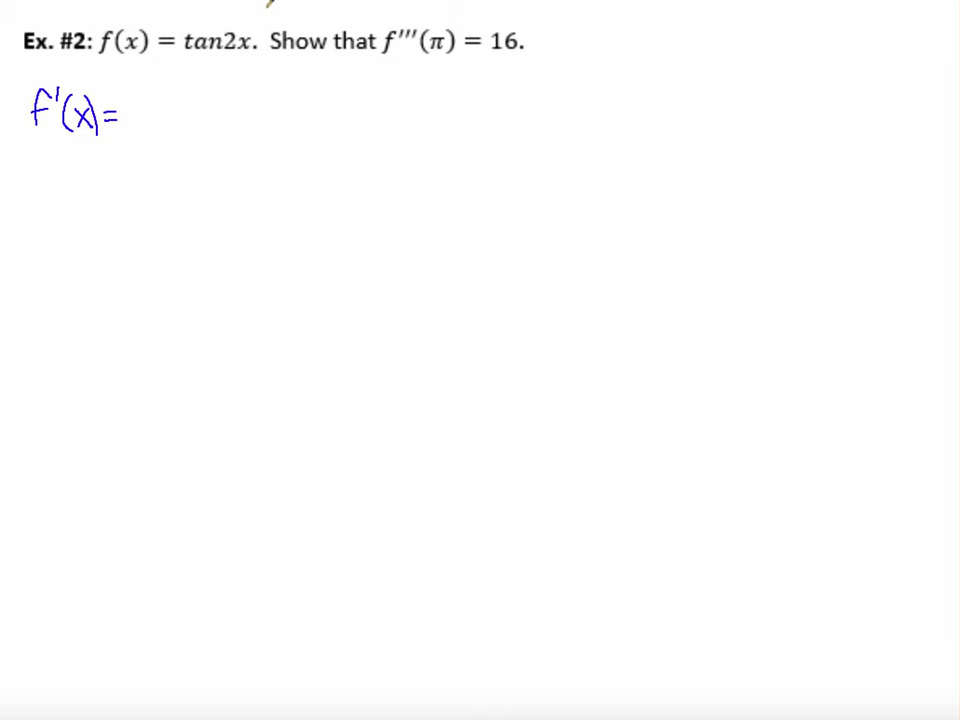 Ex. #2: f(x) = tan2x. Show that f′′′(π) = 16.
f'(x)=